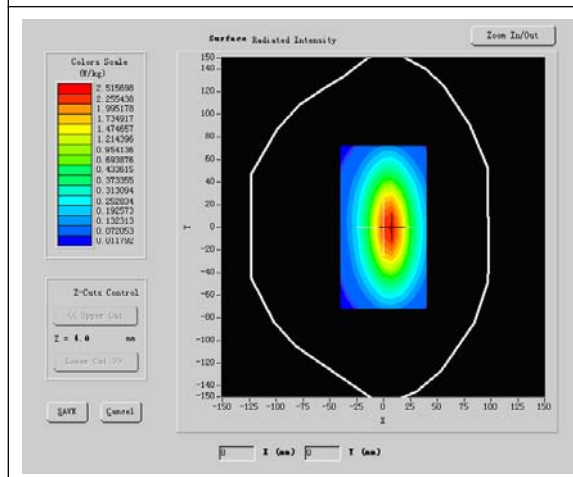 Surface Radiated Intensity
Zoom In/Out
Colors Scale
(W/kg)
2.515698
2.255438
1.995178
1.734917
1.474657
1.214396
0.954136
0.693876
0.433615
0.373355
0.313094
0.252834
0.192573
0.132313
0.072053
0.011792
Z-Cuts Control
<< Upper Cut
Z = 4.0 mm
Lower Cut >>
SAVE Cancel
150
140
120
100
80
60
40
20
Y 0
-20
-40
-60
-80
-100
-120
-140
-150
-150 -125 -100 -75 -50 -25 0 25 50 75 100 125 150
X
0 X (mm) 0 Y (mm)